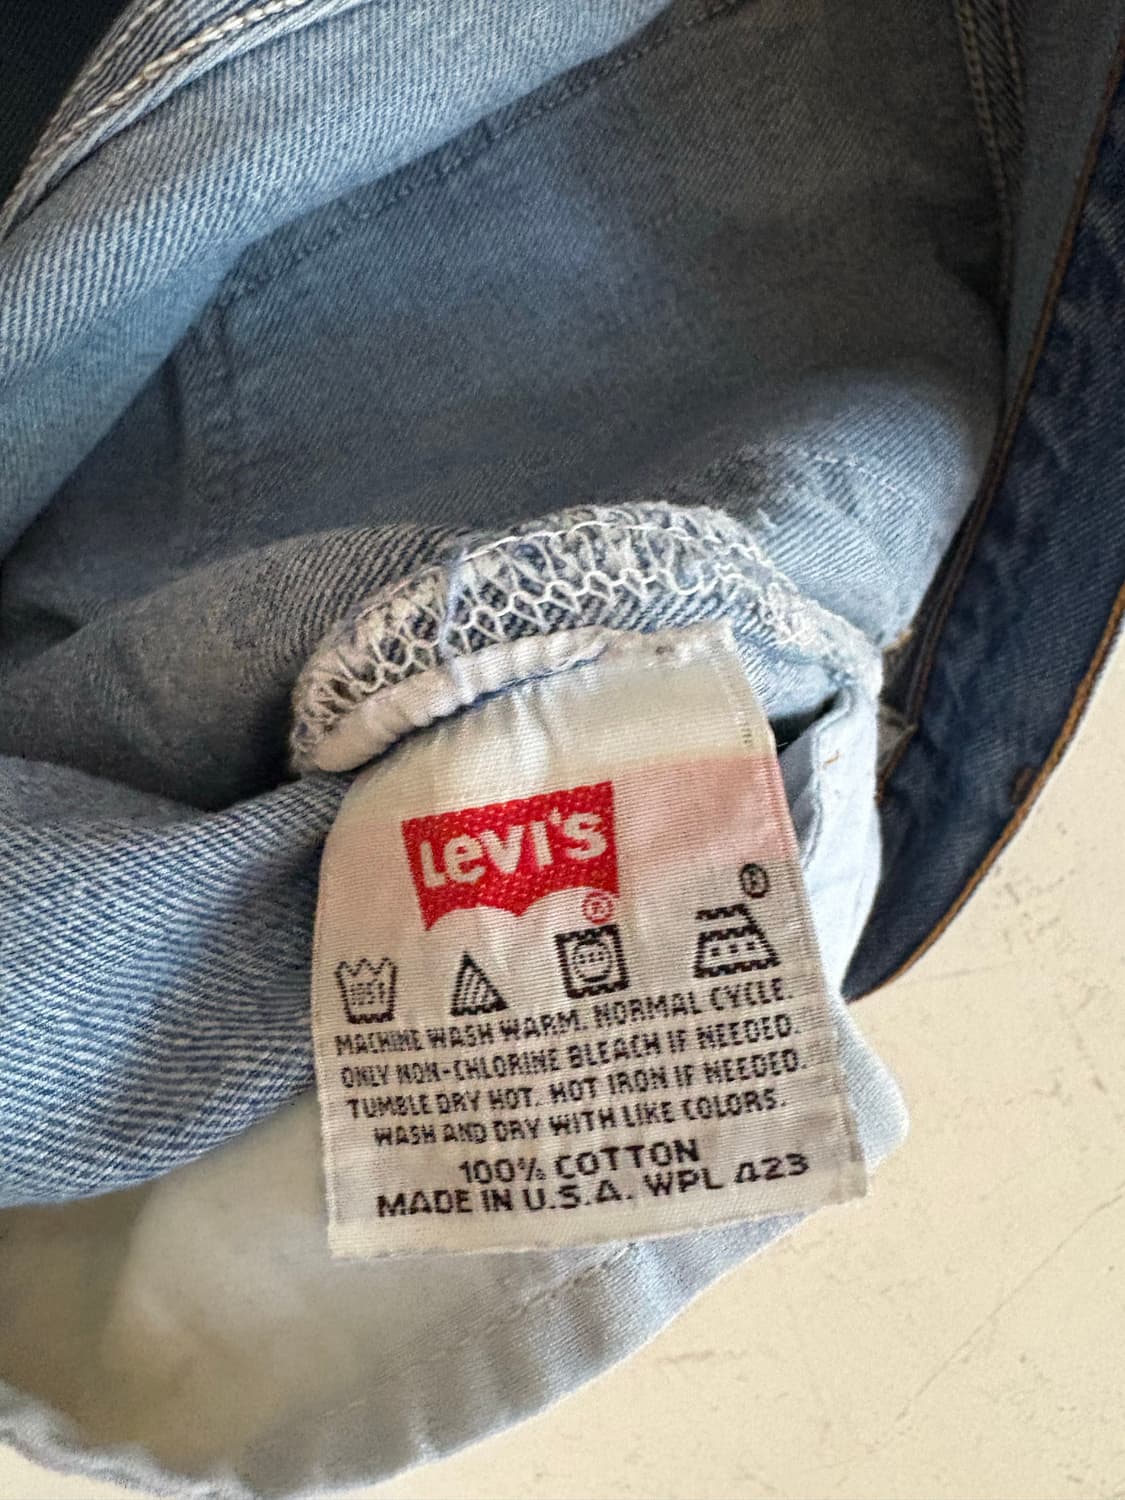 LEVI'S
®
®
105F
MACHINE WASH WARM. NORMAL CYCLE.
ONLY NON-CHLORINE BLEACH IF NEEDED.
TUMBLE DRY HOT. HOT IRON IF NEEDED.
WASH AND DRY WITH LIKE COLORS.
100% COTTON
MADE IN U.S.A. WPL 423